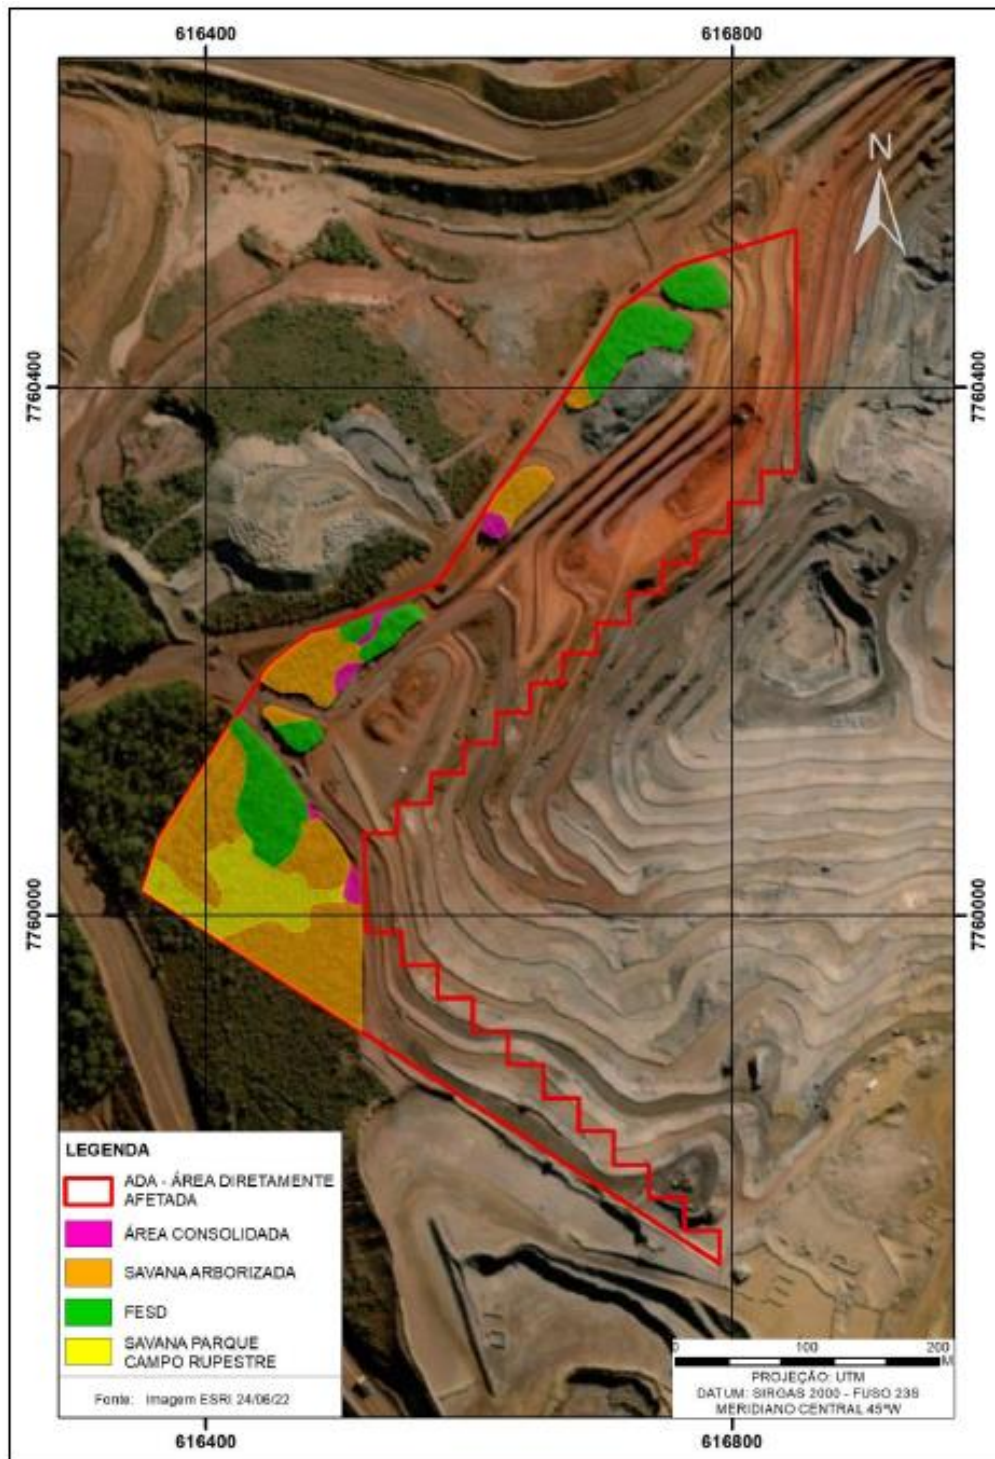 616400 616800
N
7760400 7760400
7760000 7760000
LEGENDA
ADA - ÁREA DIRETAMENTE
AFETADA
ÁREA CONSOLIDADA
SAVANA ARBORIZADA
FESD
SAVANA PARQUE
CAMPO RUPESTRE
Fonte: Imagem ESRI 24/06/22
0 100 200
M
PROJEÇÃO: UTM
DATUM: SIRGAS 2000 - FUSO 23S
MERIDIANO CENTRAL 45°W
616400 616800